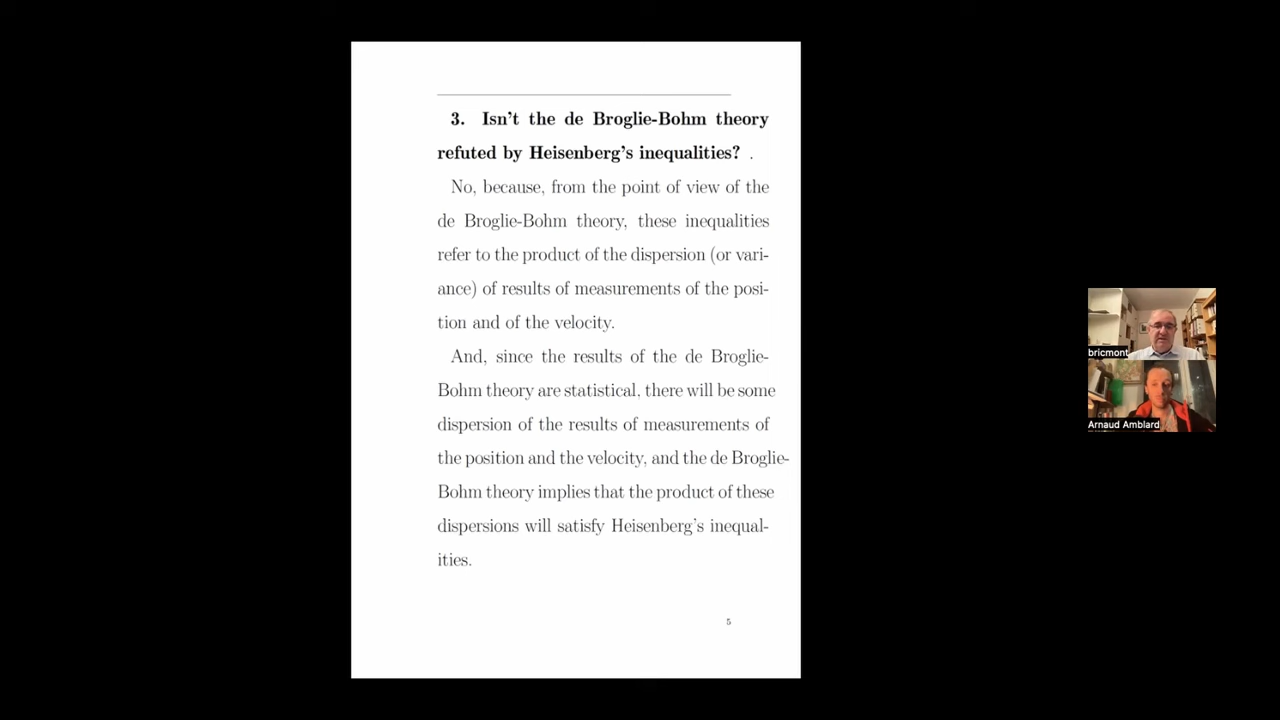 3. Isn't the de Broglie-Bohm theory
refuted by Heisenberg's inequalities? .
No, because, from the point of view of the
de Broglie-Bohm theory, these inequalities
refer to the product of the dispersion (or vari-
ance) of results of measurements of the posi-
tion and of the velocity.
And, since the results of the de Broglie-
Bohm theory are statistical, there will be some
dispersion of the results of measurements of
the position and the velocity, and the de Broglie-
Bohm theory implies that the product of these
dispersions will satisfy Heisenberg's inequal-
ities.
5
bricmont
Arnaud Amblard